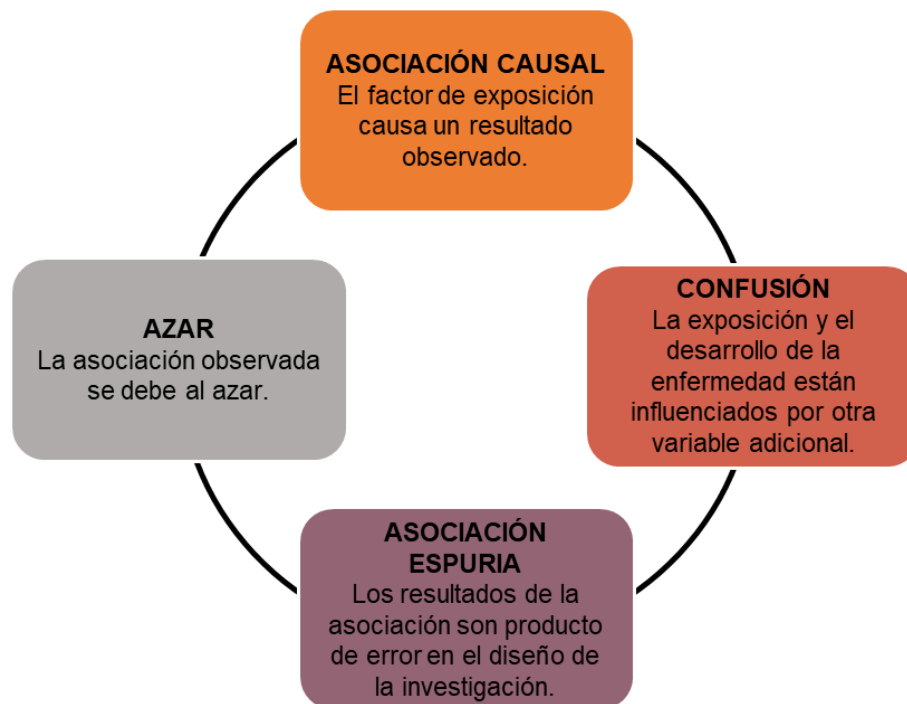 ASOCIACIÓN CAUSAL
El factor de exposición
causa un resultado
observado.
AZAR
La asociación observada
se debe al azar.
CONFUSIÓN
La exposición y el
desarrollo de la
enfermedad están
influenciados por otra
variable adicional.
ASOCIACIÓN
ESPURIA
Los resultados de la
asociación son producto
de error en el diseño de
la investigación.